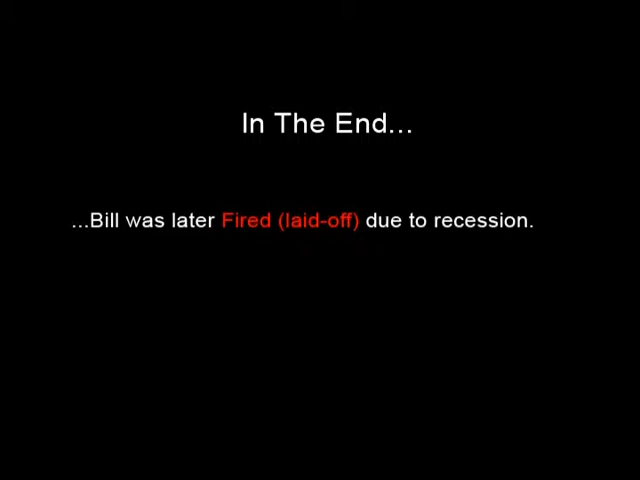 In The End...
...Bill was later Fired (laid-off) due to recession.